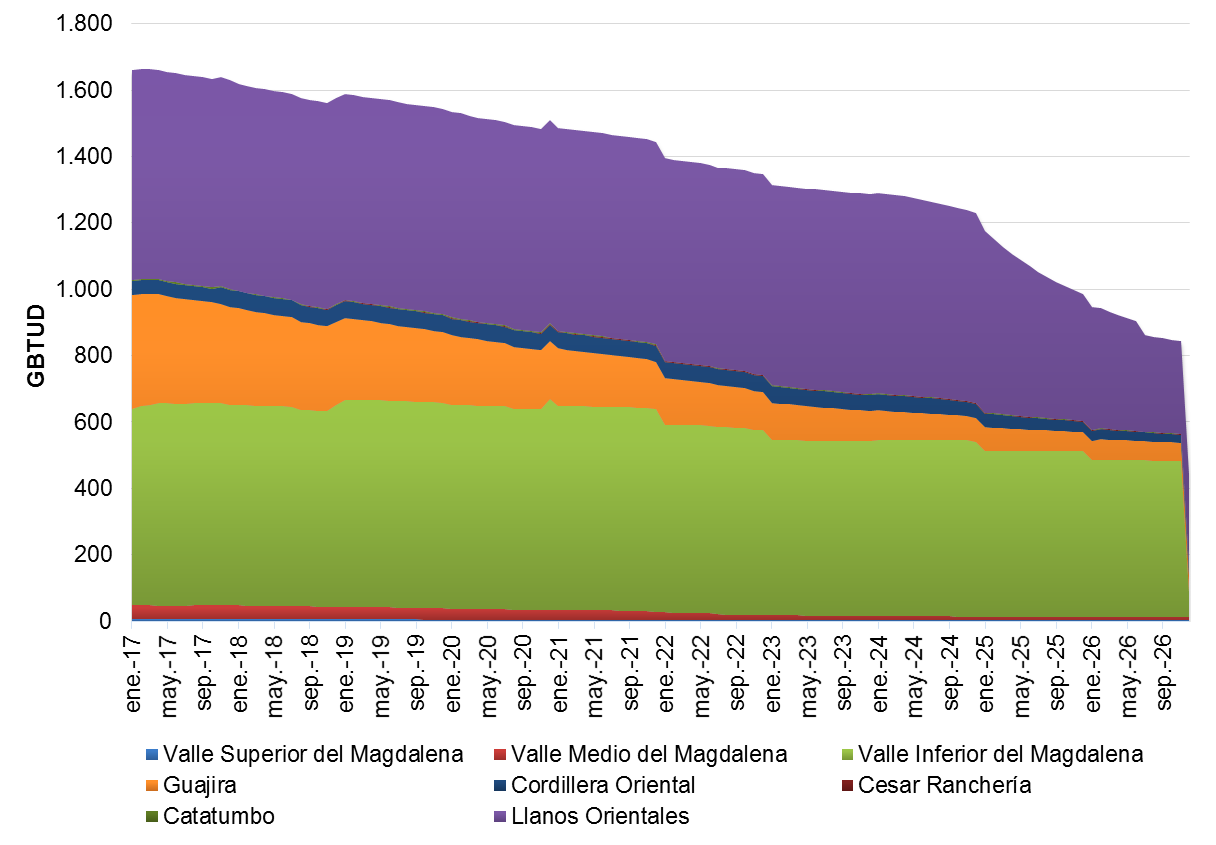 1.800
1.600
1.400
1.200
1.000
800
600
400
200
0
GBTUD
ene.-17
may.-17
sep.-17
ene.-18
may.-18
sep.-18
ene.-19
may.-19
sep.-19
ene.-20
may.-20
sep.-20
ene.-21
may.-21
sep.-21
ene.-22
may.-22
sep.-22
ene.-23
may.-23
sep.-23
ene.-24
may.-24
sep.-24
ene.-25
may.-25
sep.-25
ene.-26
may.-26
sep.-26
Valle Superior del Magdalena Valle Medio del Magdalena Valle Inferior del Magdalena
Guajira Cordillera Oriental Cesar Ranchería
Catatumbo Llanos Orientales